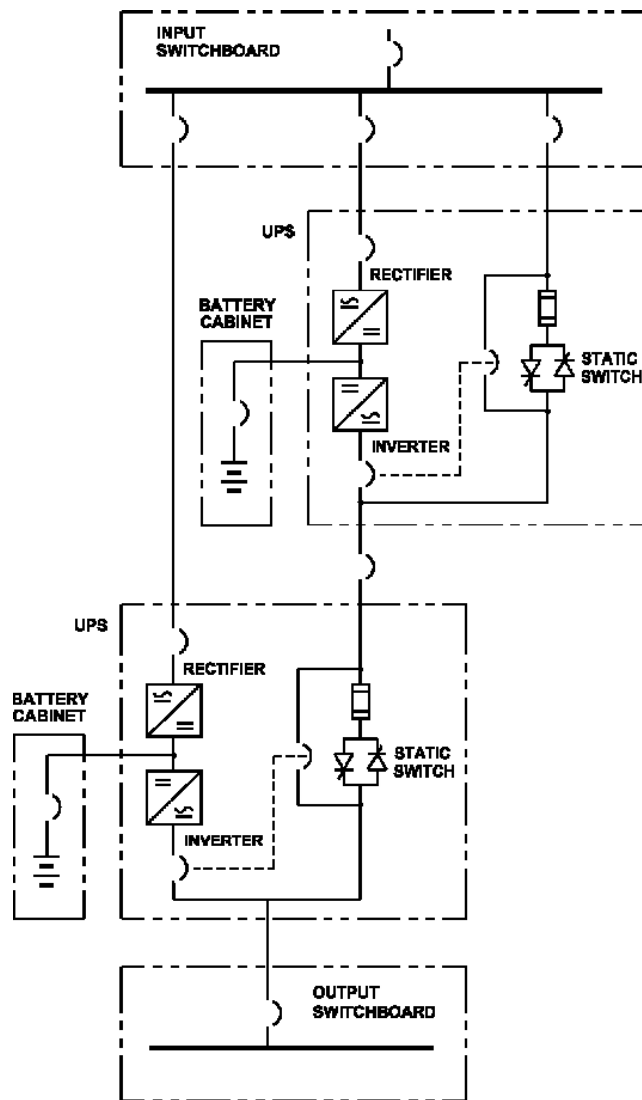 INPUT
SWITCHBOARD
UPS
RECTIFIER
BATTERY
CABINET
STATIC
SWITCH
INVERTER
UPS
RECTIFIER
BATTERY
CABINET
STATIC
SWITCH
INVERTER
OUTPUT
SWITCHBOARD